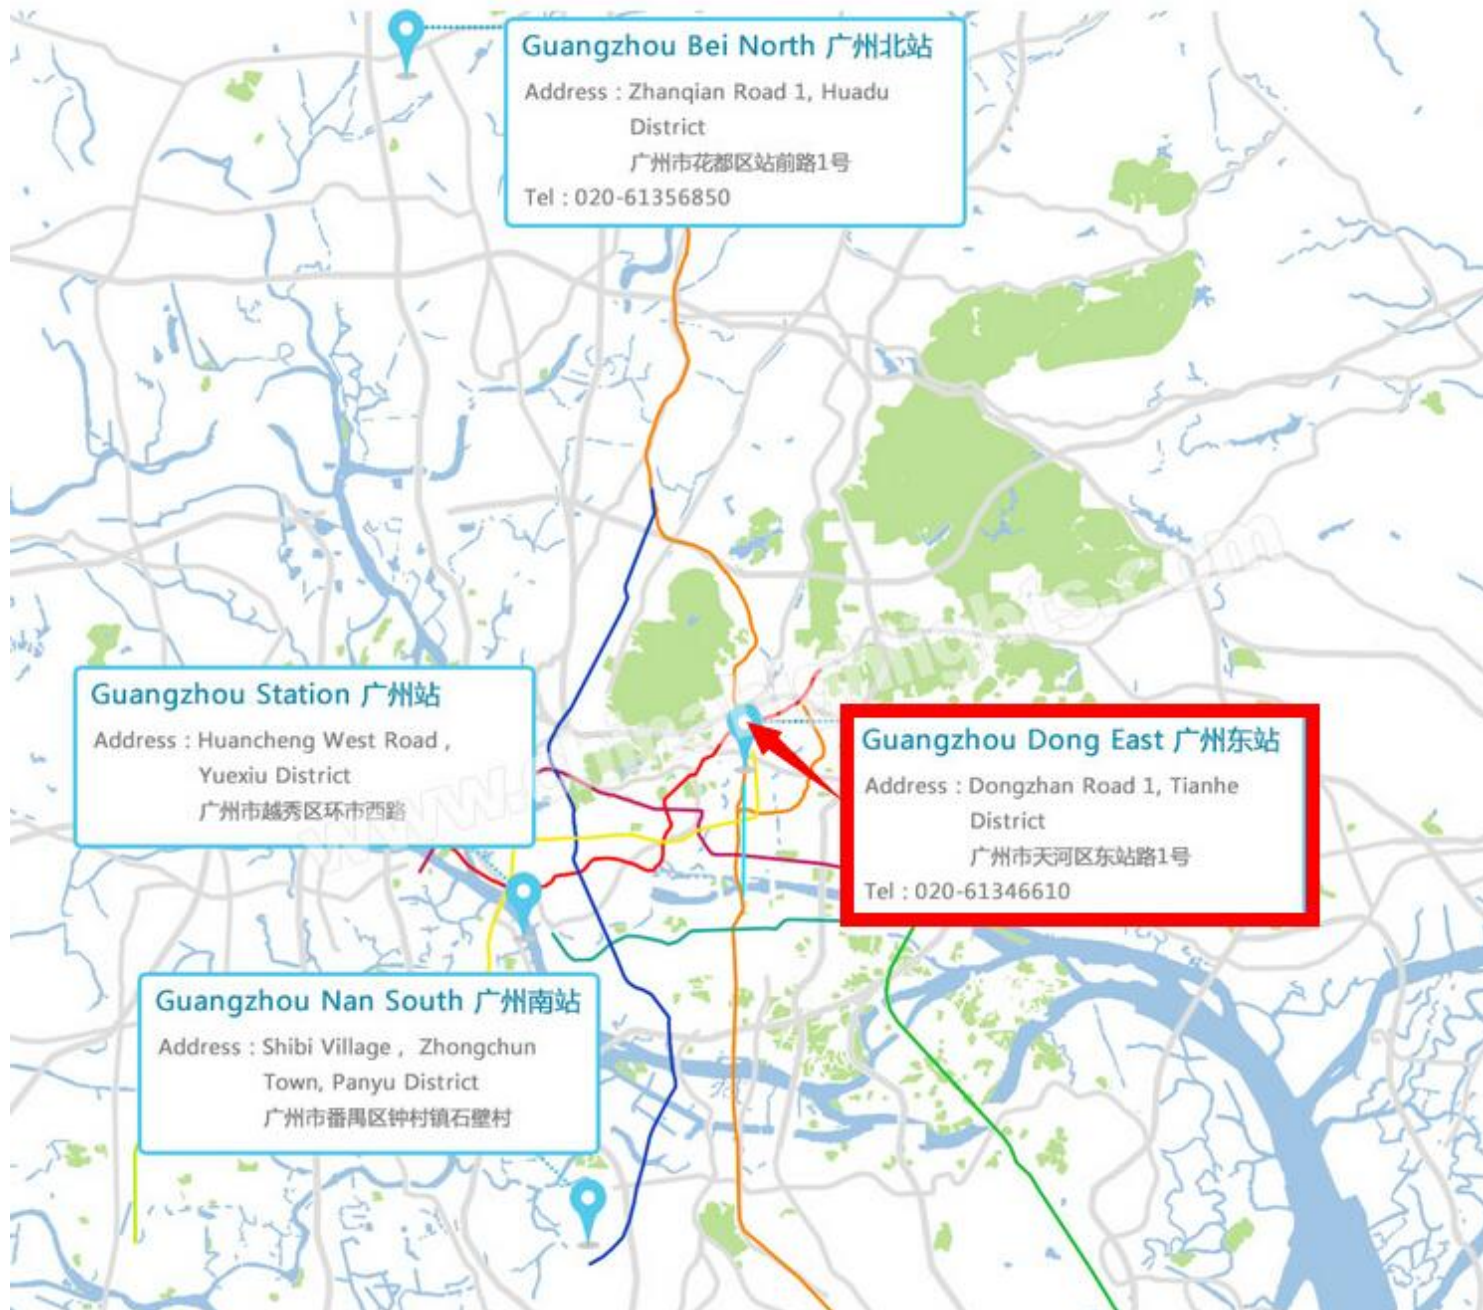 Guangzhou Bei North 广州北站
Address : Zhanqian Road 1, Huadu
District
广州市花都区站前路1号
Tel : 020-61356850
Guangzhou Station 广州站
Address : Huancheng West Road ,
Yuexiu District
广州市越秀区环市西路
Guangzhou Dong East 广州东站
Address : Dongzhan Road 1, Tianhe
District
广州市天河区东站路1号
Tel : 020-61346610
Guangzhou Nan South 广州南站
Address : Shibi Village , Zhongchun
Town, Panyu District
广州市番禺区钟村镇石壁村